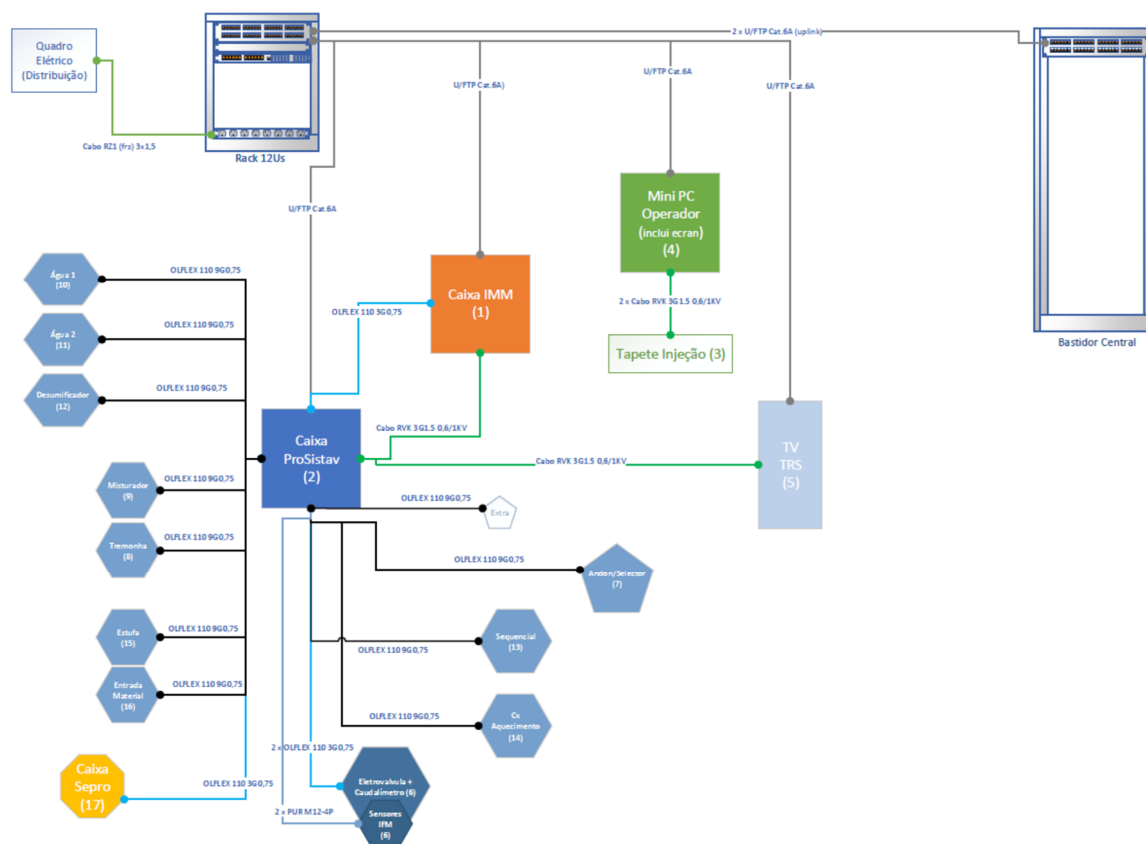 Quadro
Elétrico
(Distribuição)
Cabo RZ1 (frs) 3x1,5
Rack 12Us
2 x U/FTP Cat.6A (uplink)
Bastidor Central
U/FTP Cat.6A)
U/FTP Cat.6A
U/FTP Cat.6A
U/FTP Cat.6A
Mini PC
Operador
(inclui ecran)
(4)
2 x Cabo RVK 3G1.5 0,6/1KV
Tapete Injeção (3)
Caixa IMM
(1)
OLFLEX 110 3G0,75
Água 1
(10)
OLFLEX 110 9G0,75
Água 2
(11)
OLFLEX 110 9G0,75
Desumificador
(12)
OLFLEX 110 9G0,75
Caixa
ProSistav
(2)
Cabo RVK 3G1.5 0,6/1KV
Cabo RVK 3G1.5 0,6/1KV
TV
TRS
(5)
Misturador
(9)
OLFLEX 110 9G0,75
Tremonha
(8)
OLFLEX 110 9G0,75
OLFLEX 110 9G0,75
Extra
OLFLEX 110 9G0,75
Andon/Selector
(7)
Estufa
(15)
OLFLEX 110 9G0,75
Sequencial
(13)
OLFLEX 110 9G0,75
Entrada
Material
(16)
OLFLEX 110 9G0,75
Cx
Aquecimento
(14)
OLFLEX 110 9G0,75
Caixa
Sepro
(17)
OLFLEX 110 3G0,75
2 x OLFLEX 110 3G0,75
Eletrovalvula +
Caudalímetro (6)
2 x PUR M12-4P
Sensores
IFM
(6)